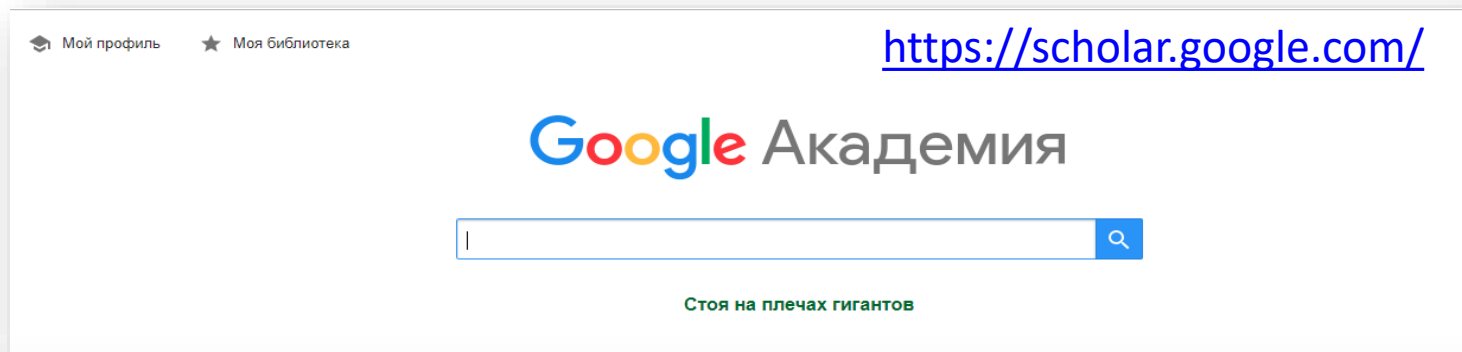 Мой профиль Моя библиотека https://scholar.google.com/
Google Академия
Стоя на плечах гигантов